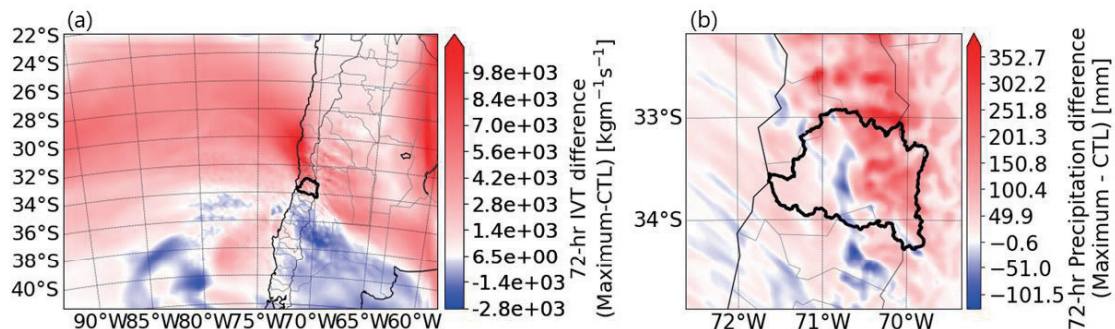 (a)
22°S
24°S
26°S
28°S
30°S
32°S
34°S
36°S
38°S
40°S
90°W85°W80°W75°W70°W65°W60°W
9.8e+03
8.4e+03
7.0e+03
5.6e+03
4.2e+03
2.8e+03
1.4e+03
6.5e+00
−1.4e+03
−2.8e+03
72-hr IVT difference
(Maximum-CTL) [kgm⁻¹s⁻¹]
(b)
33°S
34°S
72°W 71°W 70°W
352.7
302.2
251.8
201.3
150.8
100.4
49.9
−0.6
−51.0
−101.5
72-hr Precipitation difference
(Maximum - CTL) [mm]